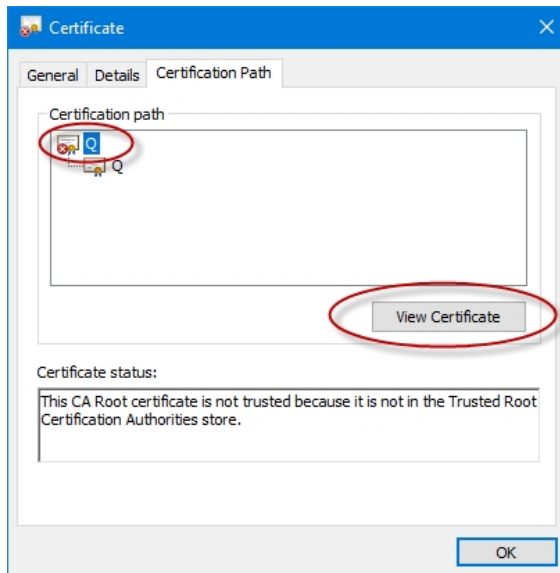 Certificate
General Details Certification Path
Certification path
Q
Q
View Certificate
Certificate status:
This CA Root certificate is not trusted because it is not in the Trusted Root
Certification Authorities store.
OK